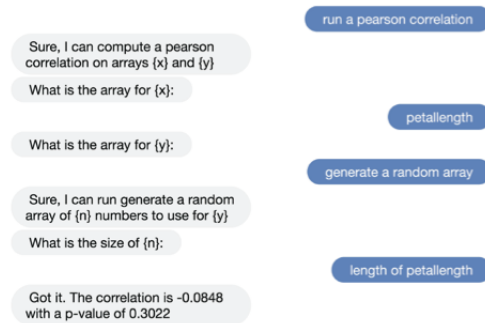 run a pearson correlation
Sure, I can compute a pearson
correlation on arrays {x} and {y}
What is the array for {x}:
petallength
What is the array for {y}:
generate a random array
Sure, I can run generate a random
array of {n} numbers to use for {y}
What is the size of {n}:
length of petallength
Got it. The correlation is -0.0848
with a p-value of 0.3022